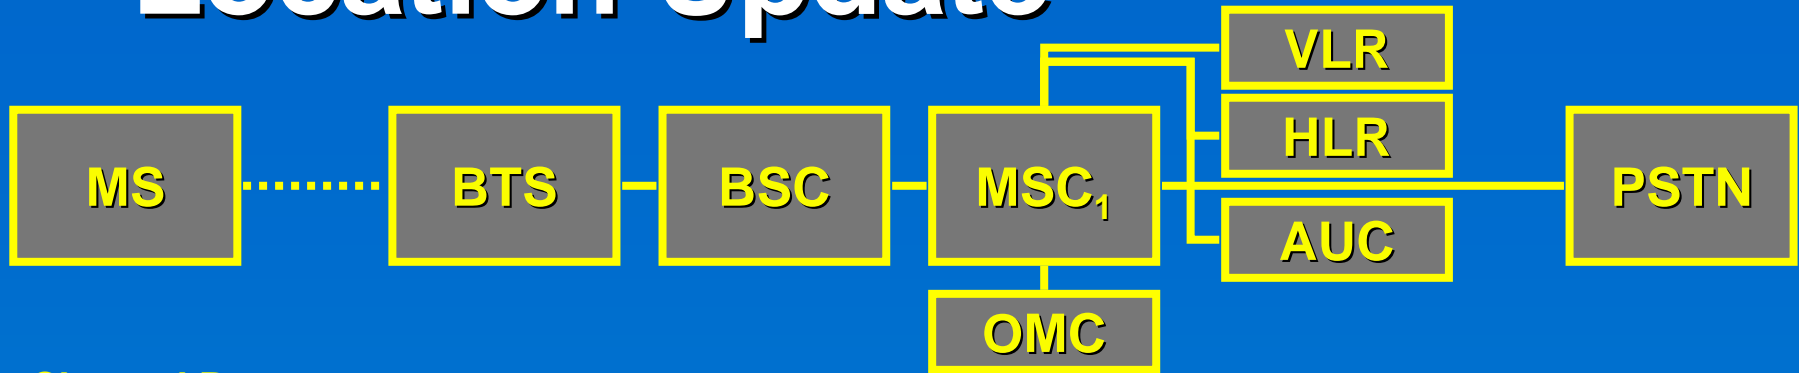 Location Update
VLR
HLR
MS
BTS
BSC
MSC1
PSTN
AUC
OMC